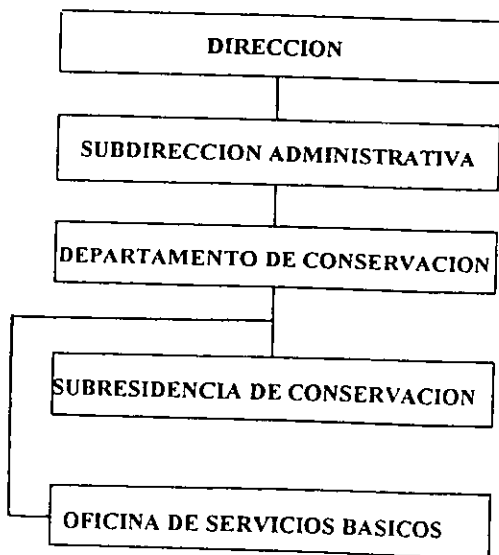 DIRECCION
SUBDIRECCION ADMINISTRATIVA
DEPARTAMENTO DE CONSERVACION
SUBRESIDENCIA DE CONSERVACION
OFICINA DE SERVICIOS BASICOS